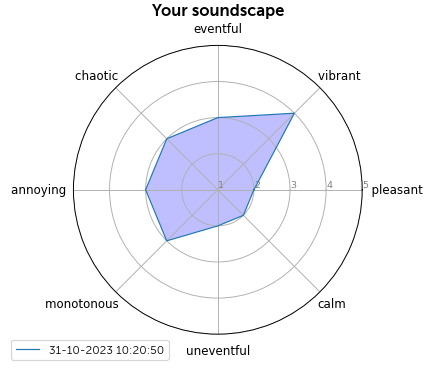 Your soundscape
eventful
chaotic
vibrant
annoying
1
2
3
4
5
pleasant
monotonous
calm
uneventful
31-10-2023 10:20:50